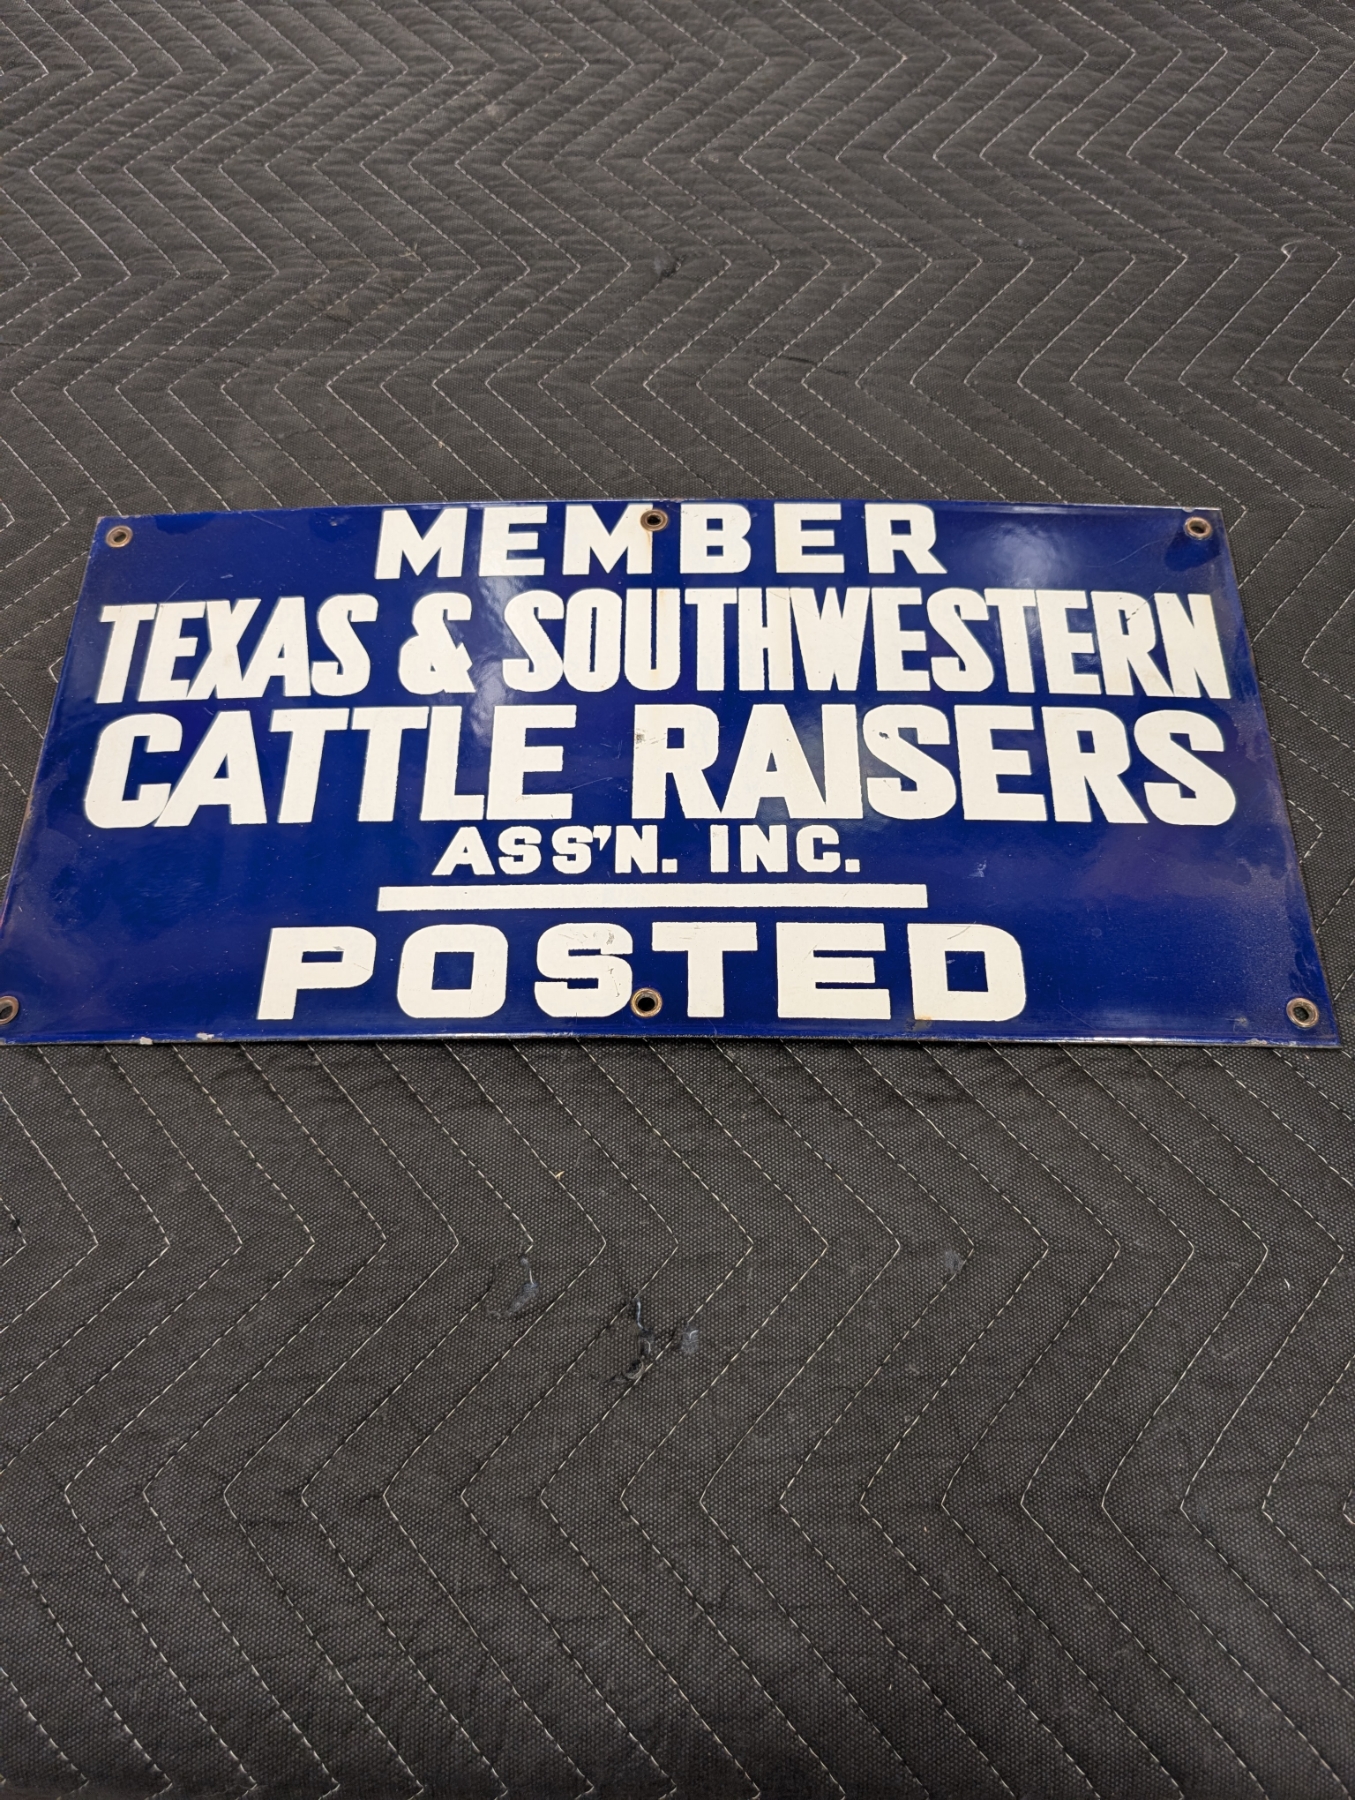 MEMBER
TEXAS & SOUTHWESTERN
CATTLE RAISERS
ASS'N. INC.
POSTED